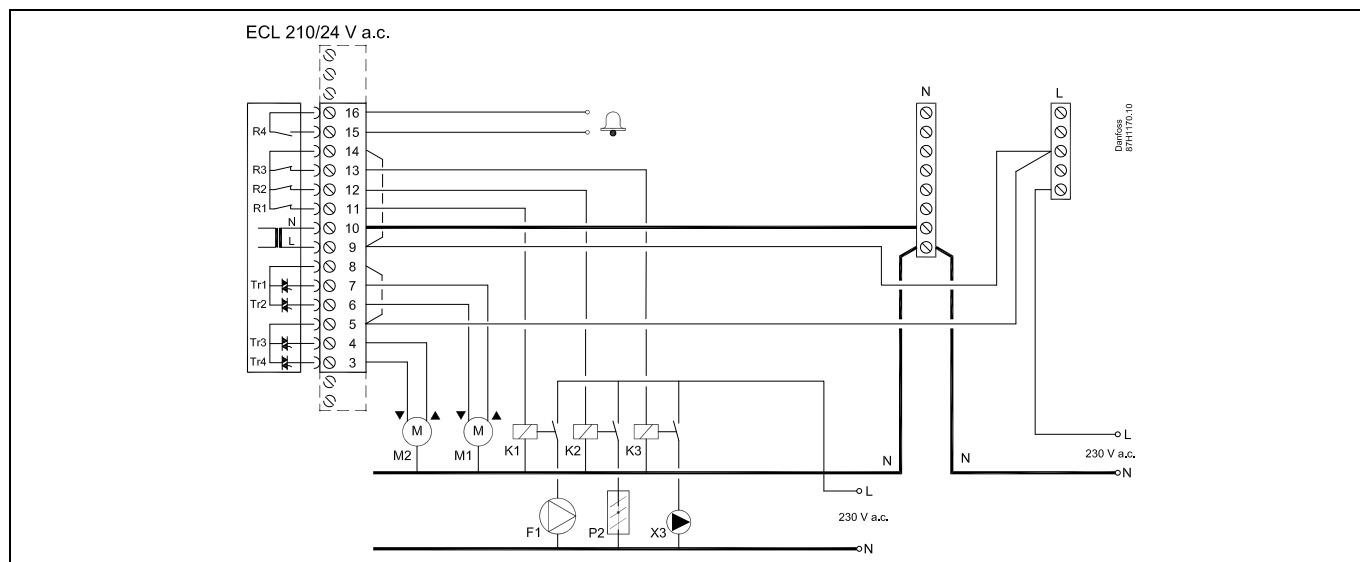 ECL 210/24 V a.c.
N
L
Danfoss
87H1170.10
16
R4
15
14
R3
13
R2
12
R1
11
N
10
L
9
8
Tr1
7
Tr2
6
5
Tr3
4
Tr4
3
M
M
M2
M1
K1
K2
K3
L
230 V a.c.
N
N
N
L
230 V a.c.
F1
P2
X3
N